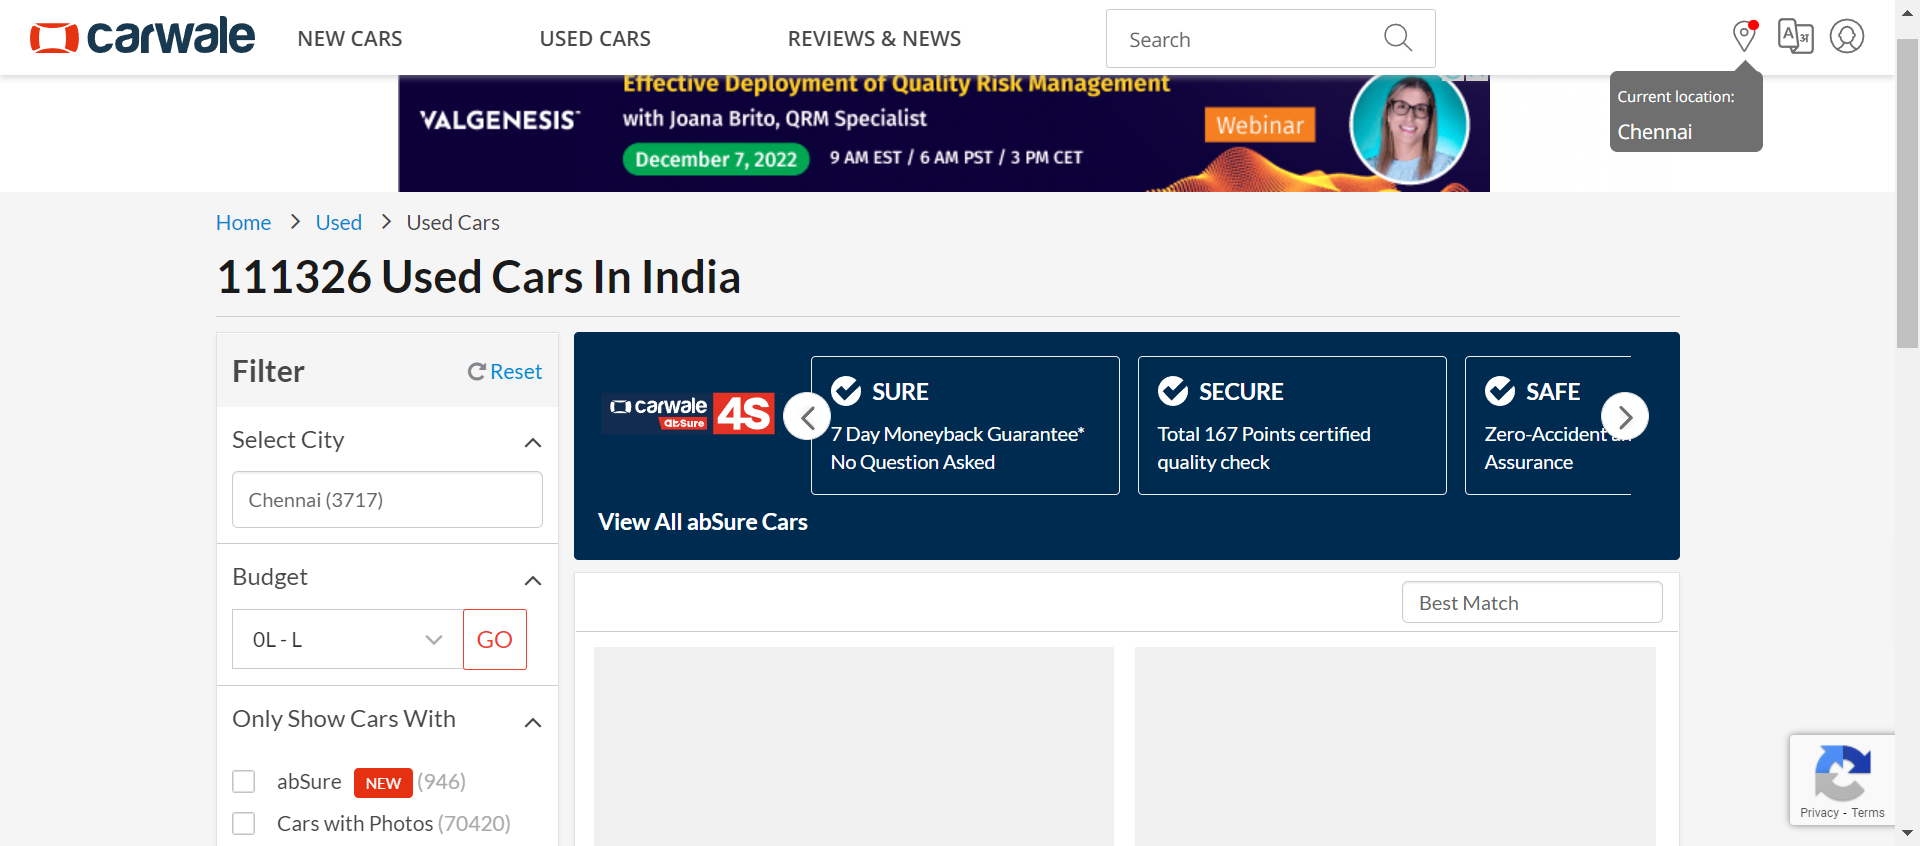 carwale
NEW CARS
USED CARS
REVIEWS & NEWS
Search
A अ
Current location:
Chennai
Effective Deployment of Quality Risk Management
VALGENESIS
with Joana Brito, QRM Specialist
Webinar
December 7, 2022
9 AM EST / 6 AM PST / 3 PM CET
Home > Used > Used Cars
111326 Used Cars In India
Filter
Reset
Select City
Chennai (3717)
Budget
0L - L
GO
Only Show Cars With
abSure NEW (946)
Cars with Photos (70420)
carwale abSure 4S
SURE
7 Day Moneyback Guarantee*
No Question Asked
SECURE
Total 167 Points certified
quality check
SAFE
Zero-Accident
Assurance
View All abSure Cars
Best Match
Privacy - Terms